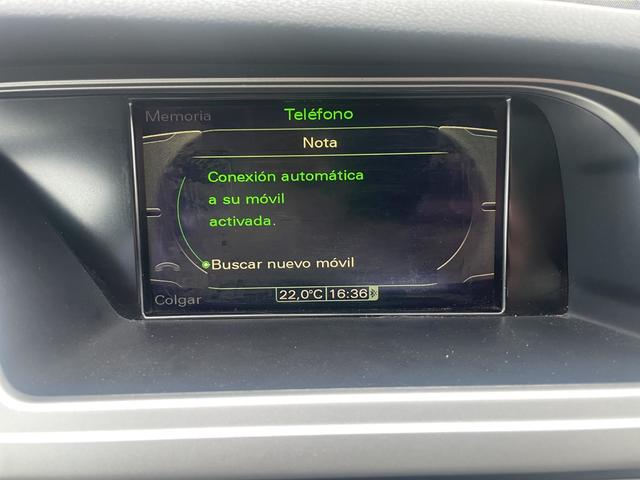 Memoria
Teléfono
Nota
Conexión automática
a su móvil
activada.
Buscar nuevo móvil
Colgar
22,0°C 16:36